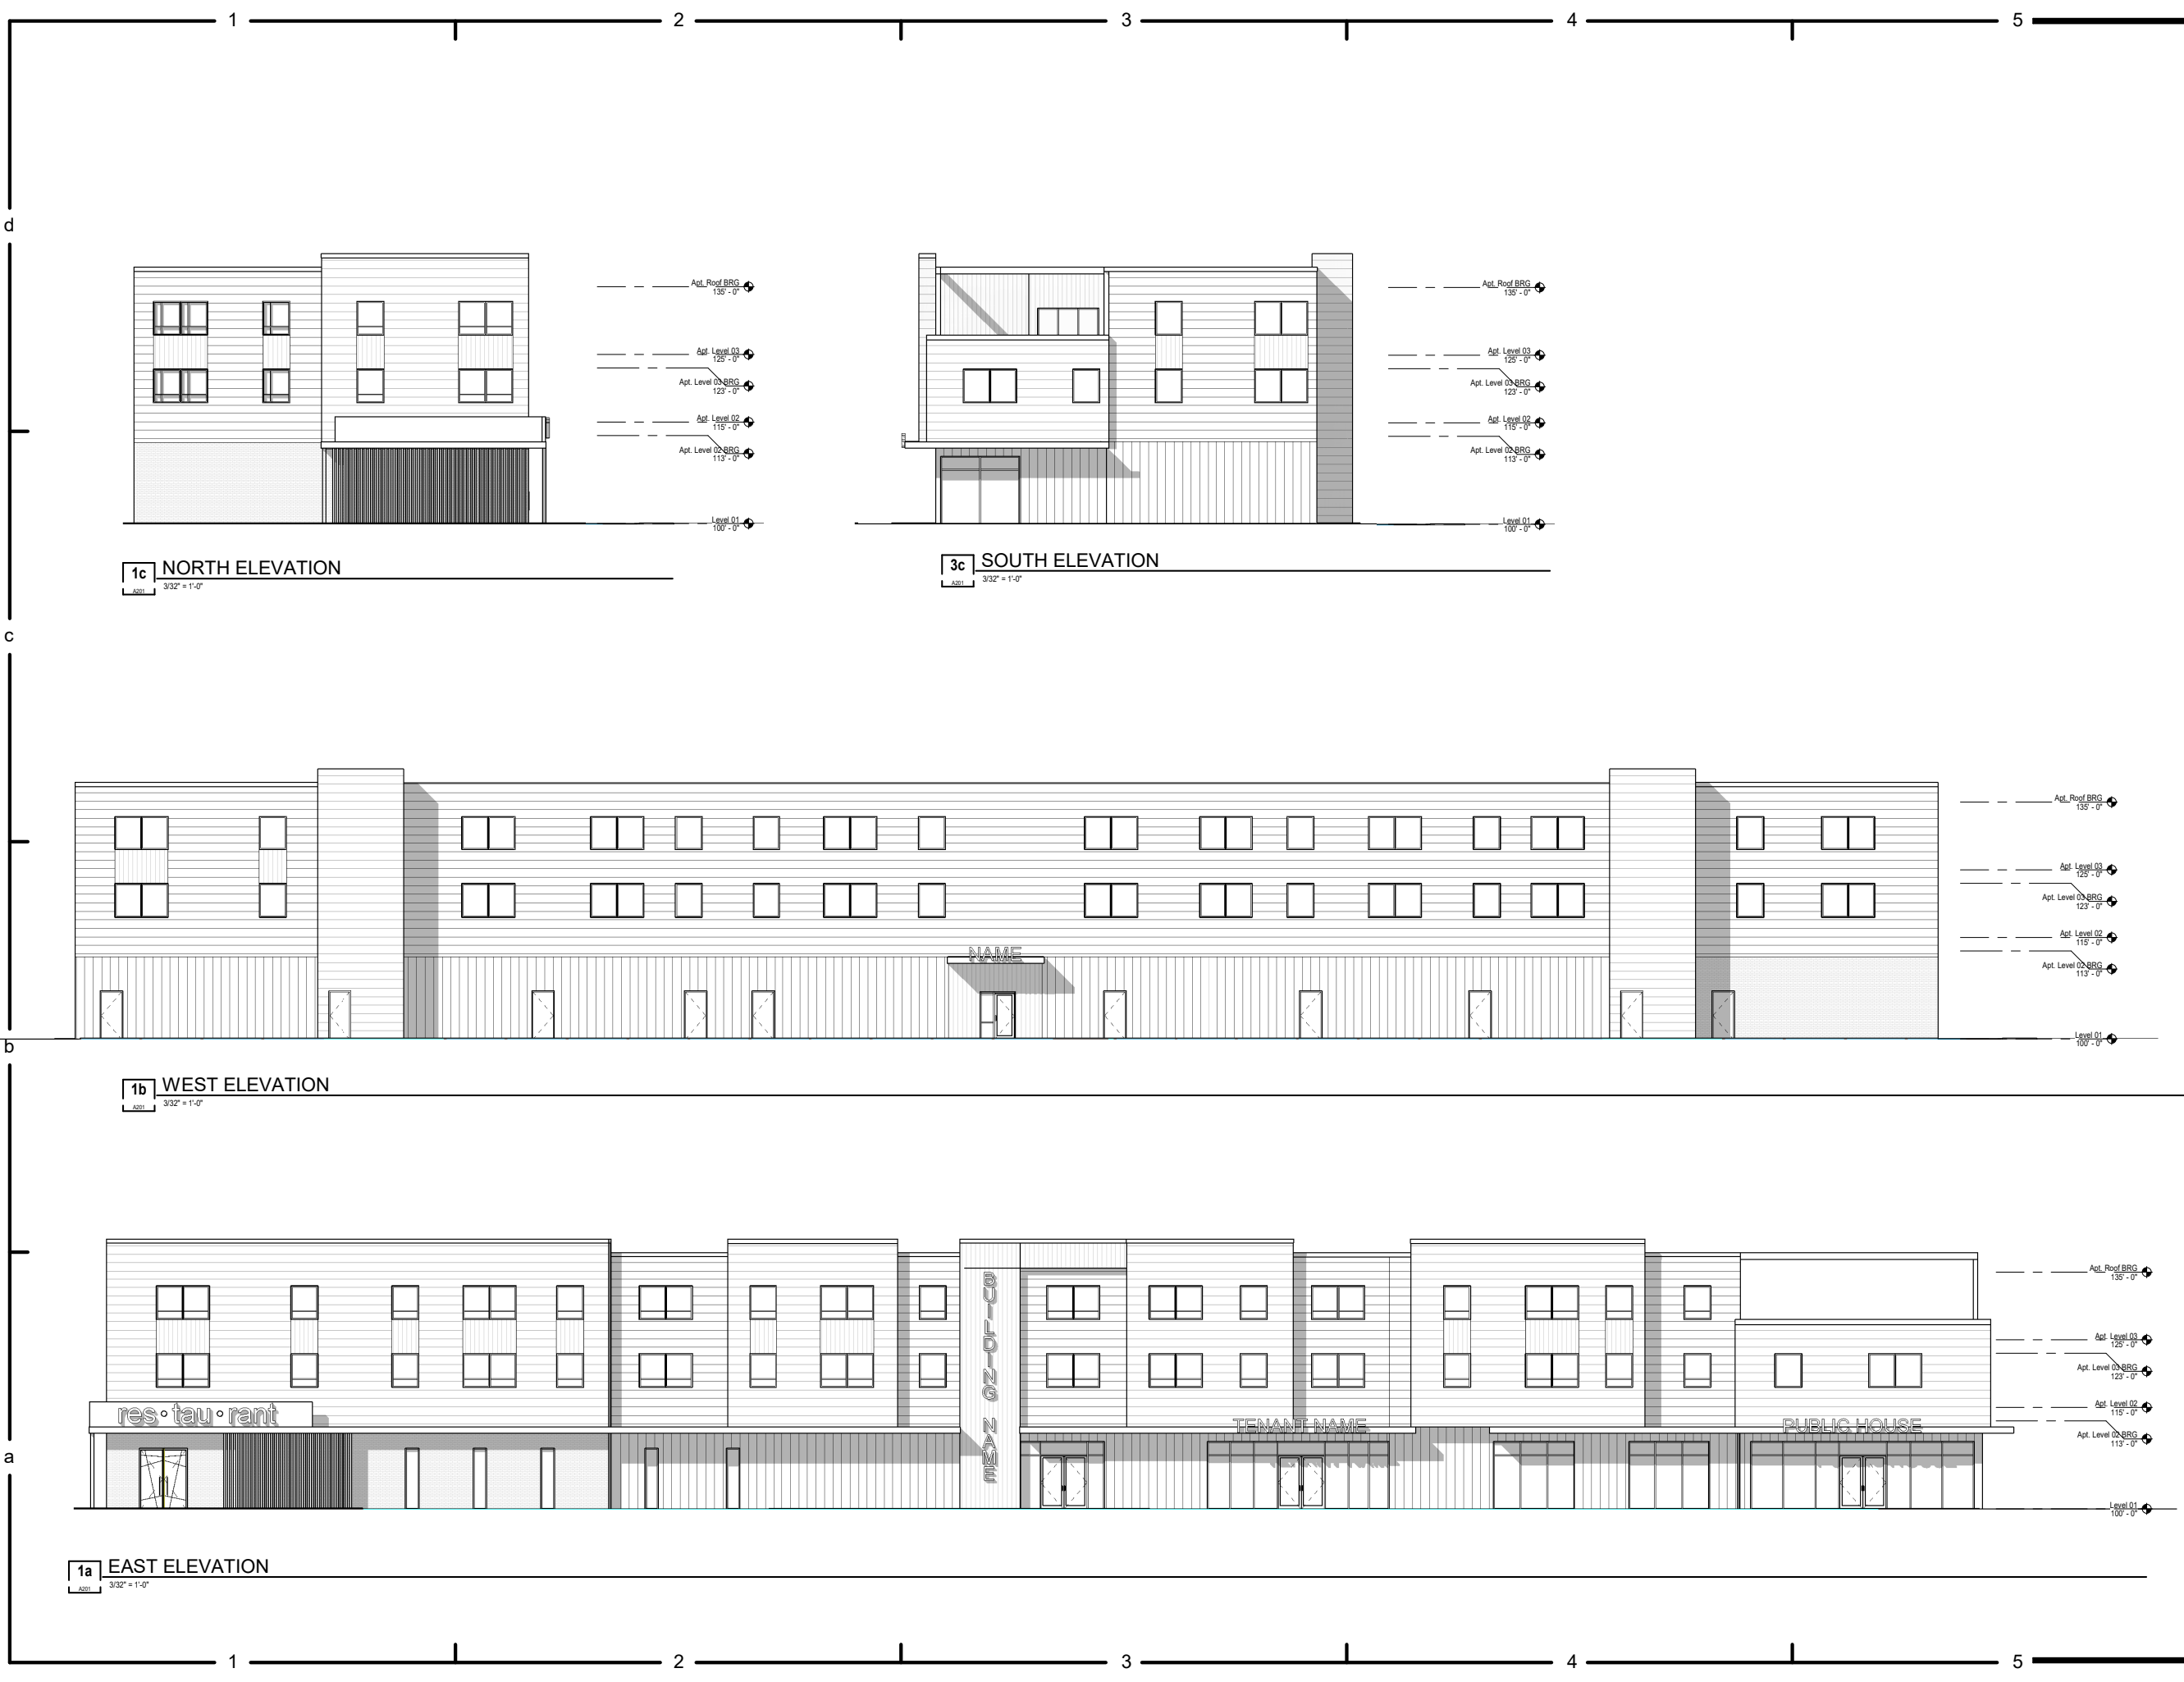 1 2 3 4 5
d
Apt. Roof BRG
135' - 0"
Apt. Level 03
125' - 0"
Apt. Level 03 BRG
123' - 0"
Apt. Level 02
115' - 0"
Apt. Level 02 BRG
113' - 0"
Level 01
100' - 0"
1c NORTH ELEVATION
A201 3/32" = 1'-0"
Apt. Roof BRG
135' - 0"
Apt. Level 03
125' - 0"
Apt. Level 03 BRG
123' - 0"
Apt. Level 02
115' - 0"
Apt. Level 02 BRG
113' - 0"
Level 01
100' - 0"
3c SOUTH ELEVATION
A201 3/32" = 1'-0"
c
NAME
Apt. Roof BRG
135' - 0"
Apt. Level 03
125' - 0"
Apt. Level 03 BRG
123' - 0"
Apt. Level 02
115' - 0"
Apt. Level 02 BRG
113' - 0"
Level 01
100' - 0"
b
1b WEST ELEVATION
A201 3/32" = 1'-0"
res•tau•rant
BUILDING NAME
TENANT NAME
PUBLIC HOUSE
Apt. Roof BRG
135' - 0"
Apt. Level 03
125' - 0"
Apt. Level 03 BRG
123' - 0"
Apt. Level 02
115' - 0"
Apt. Level 02 BRG
113' - 0"
Level 01
100' - 0"
a
1a EAST ELEVATION
A201 3/32" = 1'-0"
1 2 3 4 5